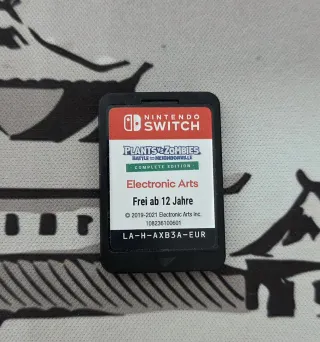 NINTENDO
SWITCH
PLANTS vs. ZOMBIES
BATTLE FOR NEIGHBORVILLE
COMPLETE EDITION
Electronic Arts
Frei ab 12 Jahre
© 2019-2021 Electronic Arts Inc.
108236100601
LA-H-AXB3A-EUR